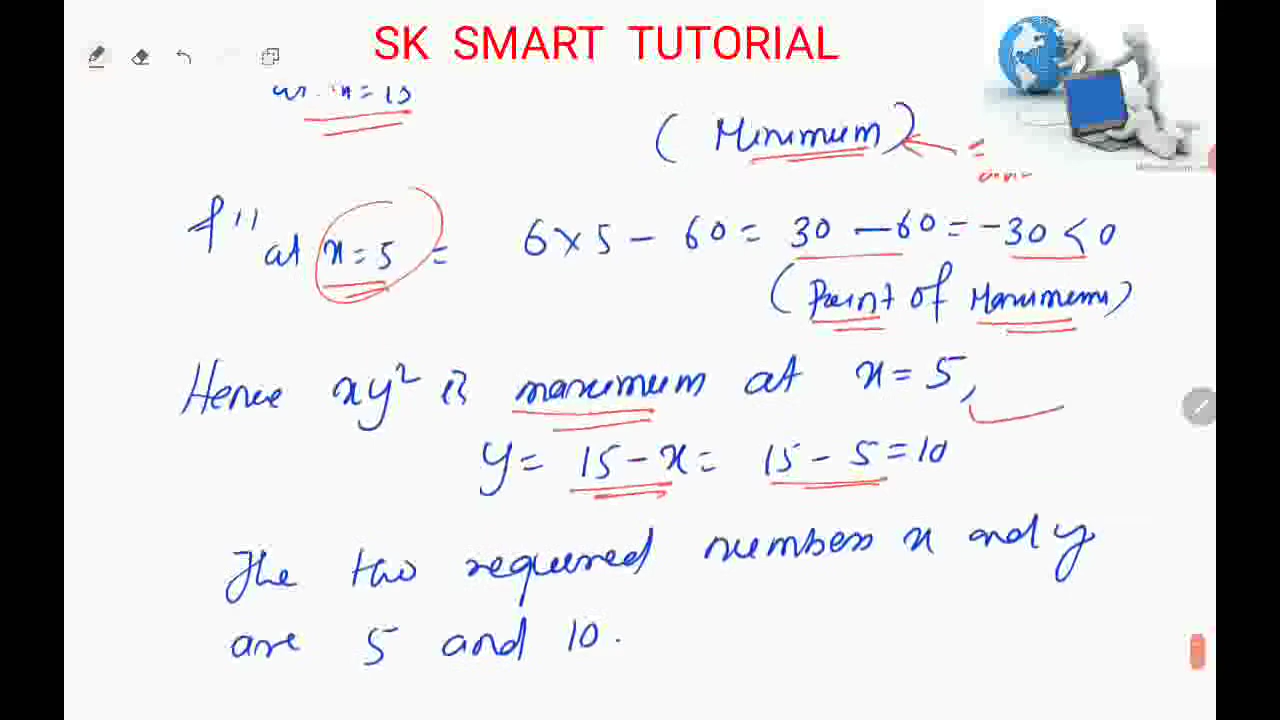 SK SMART TUTORIAL
x=15
(Minimum)
f'' at x=5 = 6×5 - 60 = 30 - 60 = -30 < 0
(Point of Maximum)
Hence xy² is maximum at x=5,
y= 15-x= 15-5=10
The two required numbers x and y
are 5 and 10.